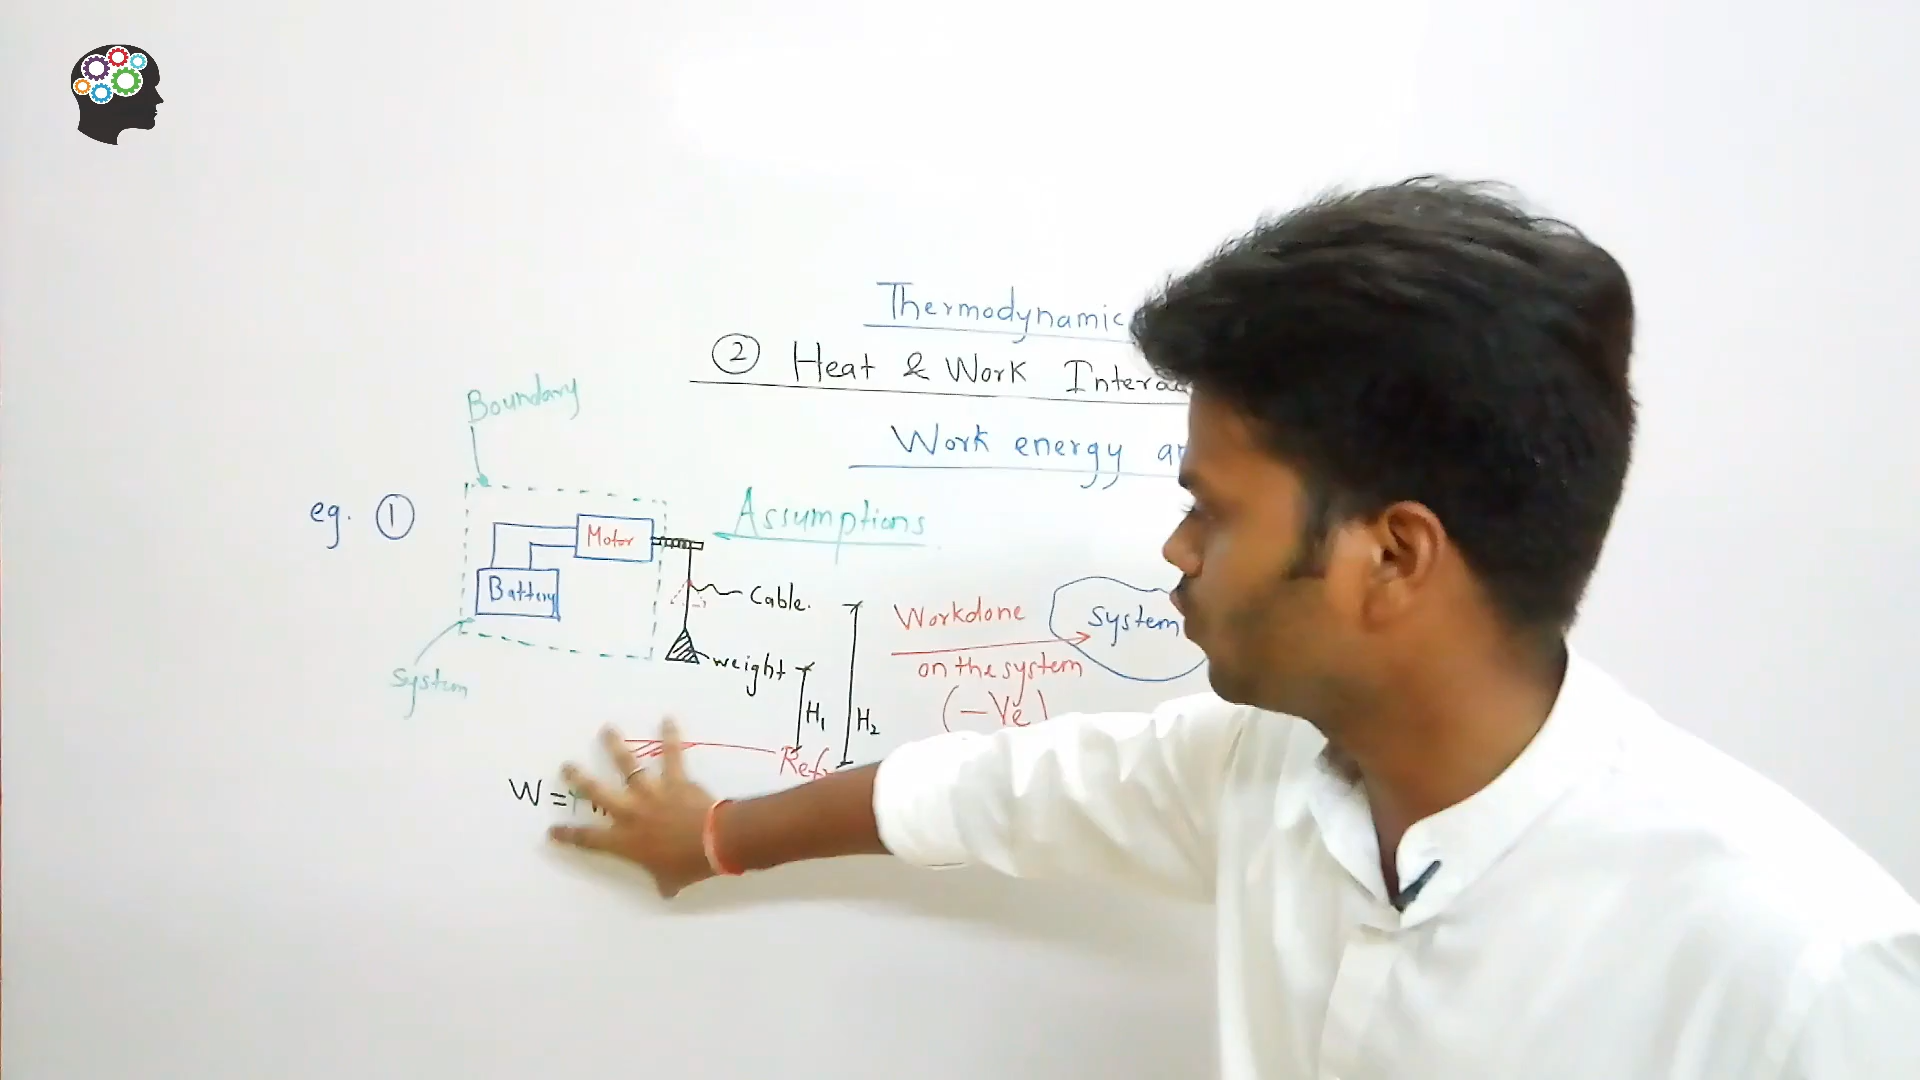 Thermodynamic
② Heat & Work
Work energy
Boundary
eg. ①
Assumptions
Motor
Battery
Cable.
Workdone
System
on the system
weight
(-Ve)
System
H₁
H₂
W = +